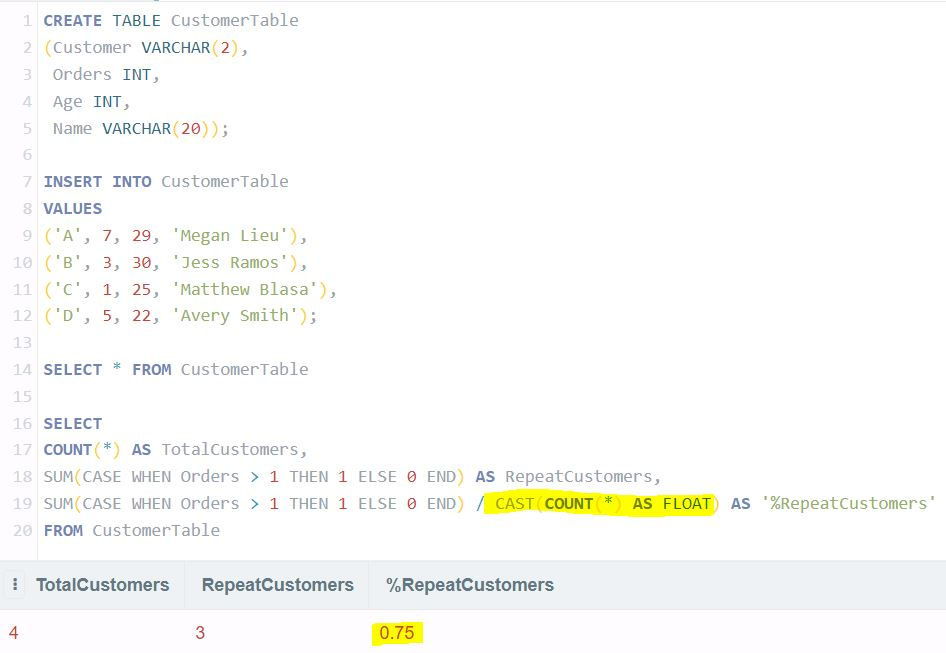 1 CREATE TABLE CustomerTable
2 (Customer VARCHAR(2),
3 Orders INT,
4 Age INT,
5 Name VARCHAR(20));
6
7 INSERT INTO CustomerTable
8 VALUES
9 ('A', 7, 29, 'Megan Lieu'),
10 ('B', 3, 30, 'Jess Ramos'),
11 ('C', 1, 25, 'Matthew Blasa'),
12 ('D', 5, 22, 'Avery Smith');
13
14 SELECT * FROM CustomerTable
15
16 SELECT
17 COUNT(*) AS TotalCustomers,
18 SUM(CASE WHEN Orders > 1 THEN 1 ELSE 0 END) AS RepeatCustomers,
19 SUM(CASE WHEN Orders > 1 THEN 1 ELSE 0 END) / CAST(COUNT(*) AS FLOAT) AS '%RepeatCustomers'
20 FROM CustomerTable
TotalCustomers RepeatCustomers %RepeatCustomers
4 3 0.75